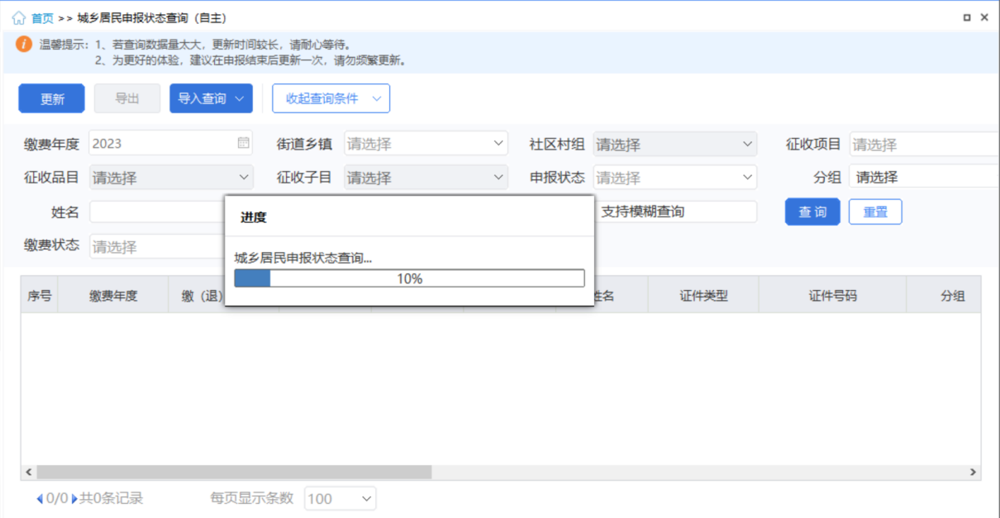 首页 >> 城乡居民申报状态查询（自主）
温馨提示：1、若查询数据量太大，更新时间较长，请耐心等待。
2、为更好的体验，建议在申报结束后更新一次，请勿频繁更新。
更新 导出 导入查询 收起查询条件
缴费年度 2023 街道乡镇 请选择 社区村组 请选择 征收项目 请选择
征收品目 请选择 征收子目 请选择 申报状态 请选择 分组 请选择
姓名 支持模糊查询 查询 重置
缴费状态 请选择
进度
城乡居民申报状态查询...
10%
序号 缴费年度 缴（退） 姓名 证件类型 证件号码 分组
0/0 共0条记录 每页显示条数 100